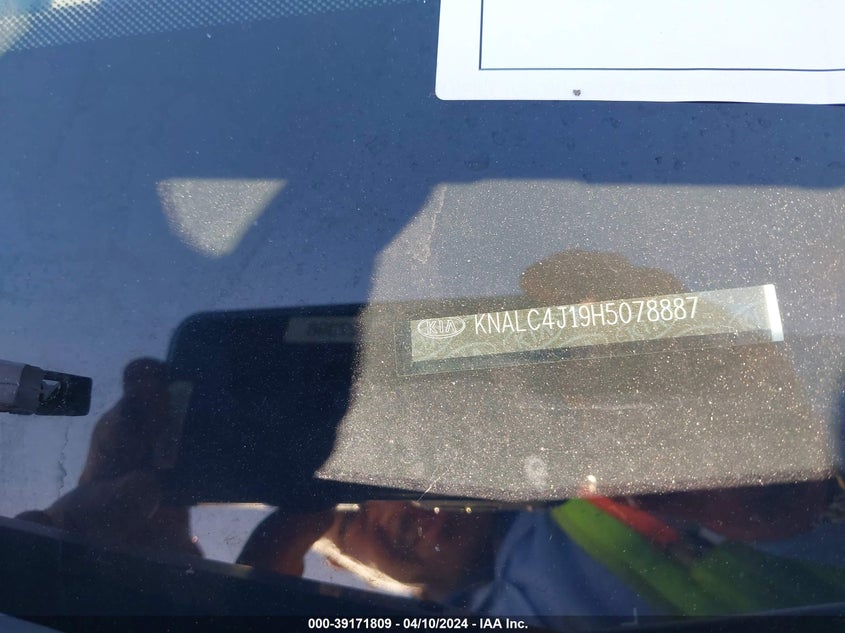 KIA KNALC4J19H5078887
000-39171809 - 04/10/2024 - IAA Inc.